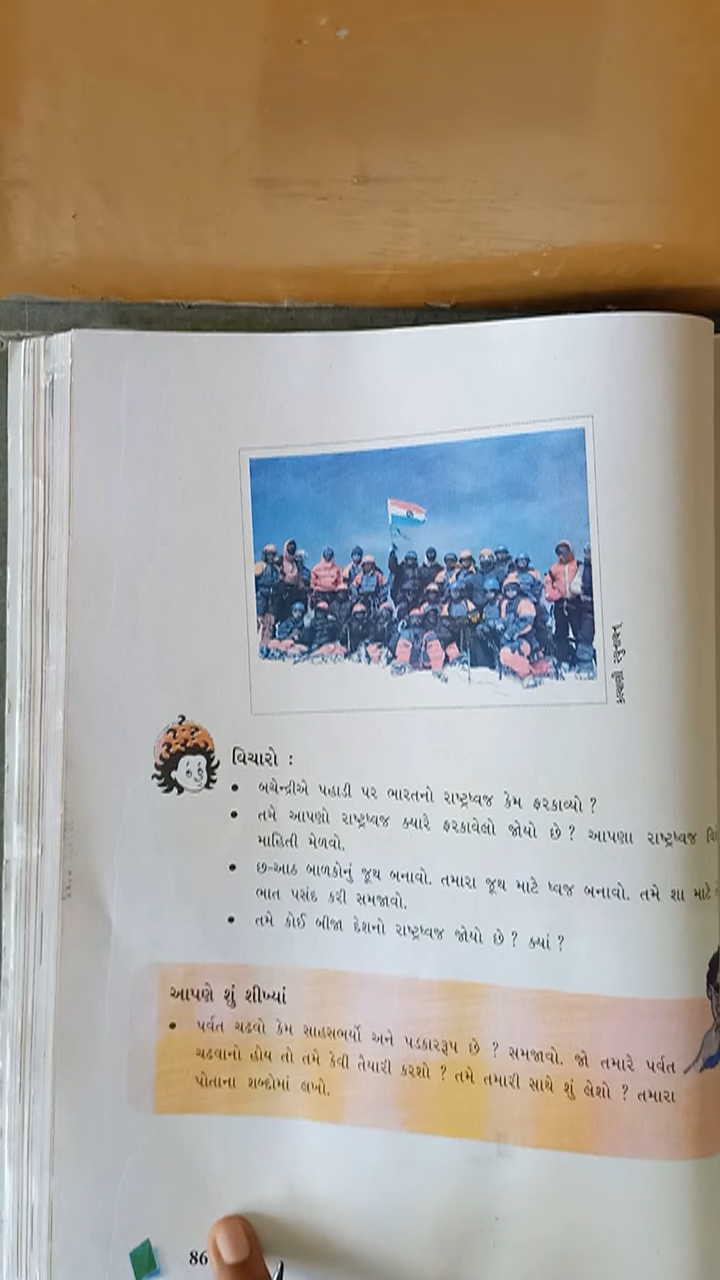 વિચારો :
• બચેન્દ્રીએ પહાડી પર ભારતનો રાષ્ટ્રધ્વજ કેમ ફરકાવ્યો ?
• તમે આપણો રાષ્ટ્રધ્વજ ક્યારે ફરકાવેલો જોયો છે ? આપણા રાષ્ટ્રધ્વજ
માહિતી મેળવો.
• છ-આઠ બાળકોનું જૂથ બનાવો. તમારા જૂથ માટે ધ્વજ બનાવો. તમે શા માટે
ભાત પસંદ કરી સમજાવો.
• તમે કોઈ બીજા દેશનો રાષ્ટ્રધ્વજ જોયો છે ? ક્યાં ?
આપણે શું શીખ્યાં
• પર્વત ચઢવો કેમ સાહસભર્યો અને પડકારરૂપ છે ? સમજાવો. જો તમારે પર્વત
ચઢવાનો હોય તો તમે કેવી તૈયારી કરશો ? તમે તમારી સાથે શું લેશો ? તમારા
પોતાના શબ્દોમાં લખો.
86